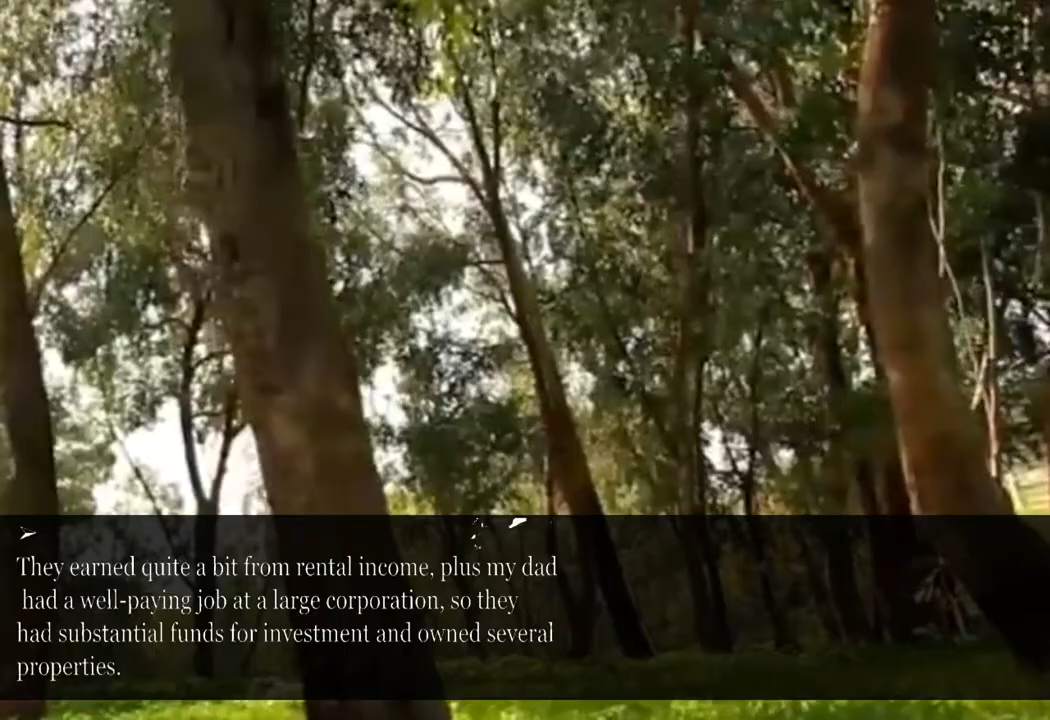 They earned quite a bit from rental income, plus my dad
had a well-paying job at a large corporation, so they
had substantial funds for investment and owned several
properties.